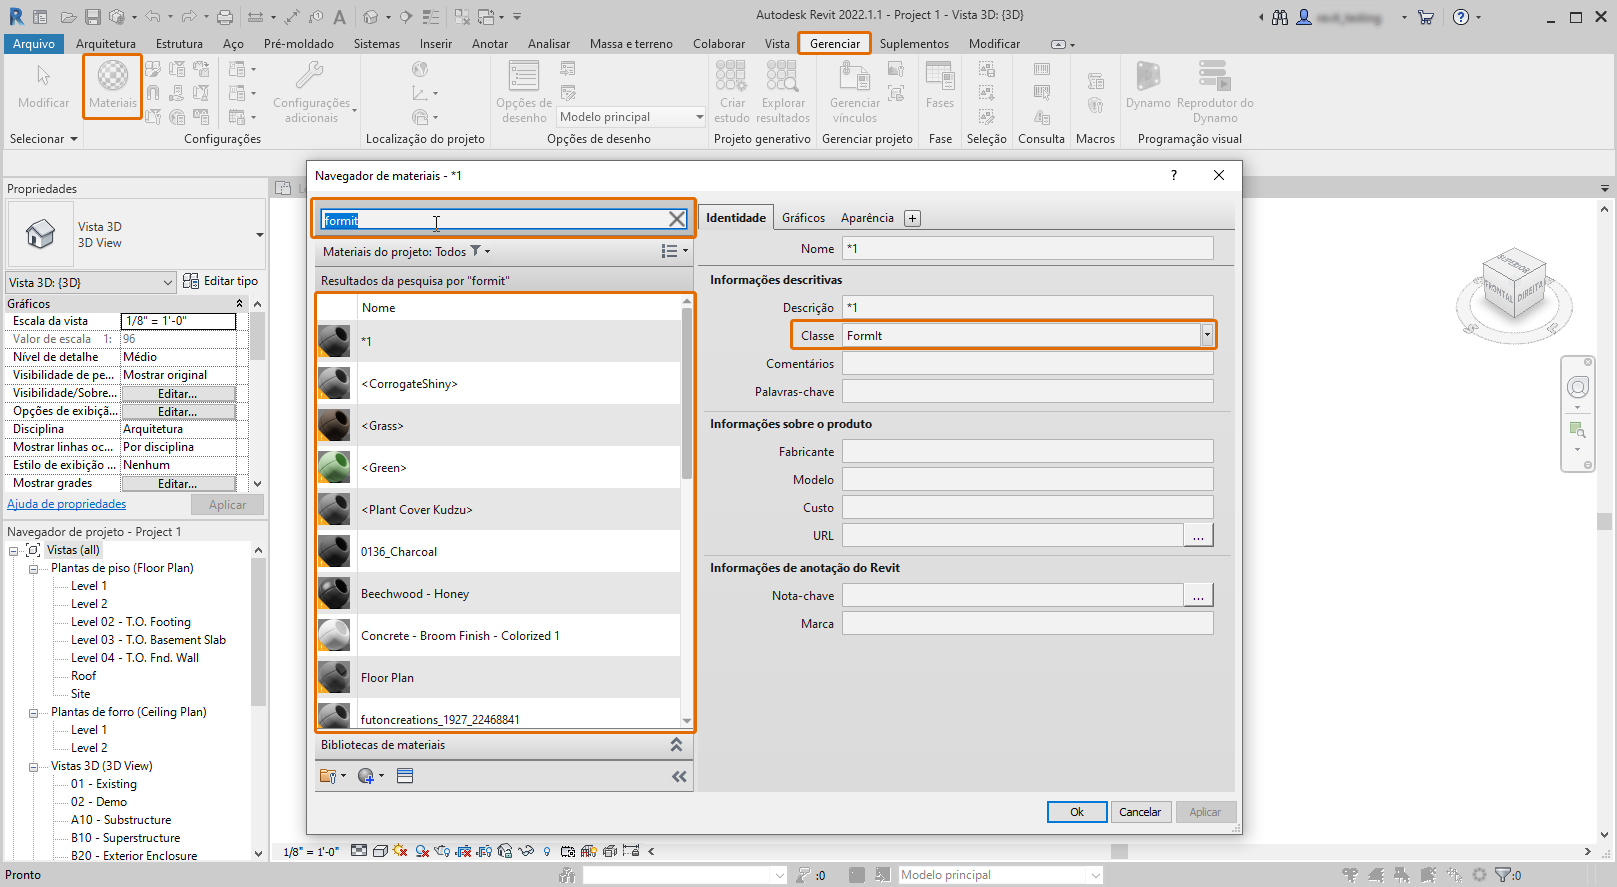 Autodesk Revit 2022.1.1 - Project 1 - Vista 3D: {3D}
Arquivo Arquitetura Estrutura Aço Pré-moldado Sistemas Inserir Anotar Analisar Massa e terreno Colaborar Vista Gerenciar Suplementos Modificar
Modificar
Materiais
Configurações adicionais
Opções de desenho
Modelo principal
Criar estudo
Explorar resultados
Gerenciar vínculos
Fases
Dynamo
Reprodutor do Dynamo
Selecionar
Configurações
Localização do projeto
Opções de desenho
Projeto generativo
Gerenciar projeto
Fase
Seleção
Consulta
Macros
Programação visual
Propriedades
Vista 3D
3D View
Vista 3D: {3D}
Editar tipo
Gráficos
Escala da vista 1/8" = 1'-0"
Valor de escala 1: 96
Nível de detalhe Médio
Visibilidade de pe... Mostrar original
Visibilidade/Sobre... Editar...
Opções de exibiçã... Editar...
Disciplina Arquitetura
Mostrar linhas oc... Por disciplina
Estilo de exibição ... Nenhum
Mostrar grades Editar...
Ajuda de propriedades
Aplicar
Navegador de projeto - Project 1
Vistas (all)
Plantas de piso (Floor Plan)
Level 1
Level 2
Level 02 - T.O. Footing
Level 03 - T.O. Basement Slab
Level 04 - T.O. Fnd. Wall
Roof
Site
Plantas de forro (Ceiling Plan)
Level 1
Level 2
Vistas 3D (3D View)
01 - Existing
02 - Demo
A10 - Substructure
B10 - Superstructure
B20 - Exterior Enclosure
Navegador de materiais - *1
?
formit
Materiais do projeto: Todos
Resultados da pesquisa por "formit"
Nome
*1
<CorrogateShiny>
<Grass>
<Green>
<Plant Cover Kudzu>
0136_Charcoal
Beechwood - Honey
Concrete - Broom Finish - Colorized 1
Floor Plan
futoncreations_1927_22468841
Bibliotecas de materiais
Identidade Gráficos Aparência +
Nome *1
Informações descritivas
Descrição *1
Classe FormIt
Comentários
Palavras-chave
Informações sobre o produto
Fabricante
Modelo
Custo
URL ...
Informações de anotação do Revit
Nota-chave ...
Marca
Ok Cancelar Aplicar
SUPERIOR
FRONTAL
DIREITA
1/8" = 1'-0"
Pronto
:0
Modelo principal
:0